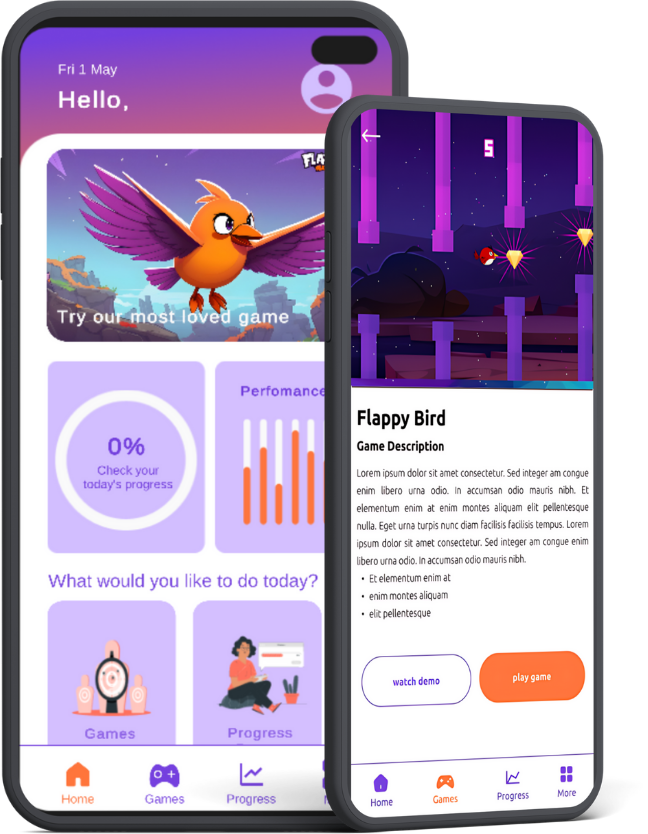 Fri 1 May
Hello,
FLA
Try our most loved game
0%
Check your
today's progress
Perfomance
What would you like to do today?
Games
Progress
Home
Games
Progress
5
Flappy Bird
Game Description
Lorem ipsum dolor sit amet consectetur. Sed integer am congue
enim libero urna odio. In accumsan odio mauris nibh. Et
elementum enim at enim montes aliquam elit pellentesque
nulla. Eget urna turpis nunc diam facilisis facilisis tempus. Lorem
ipsum dolor sit amet consectetur. Sed integer am congue enim
libero urna odio. In accumsan odio mauris nibh.
• Et elementum enim at
• enim montes aliquam
• elit pellentesque
watch demo
play game
Home
Games
Progress
More